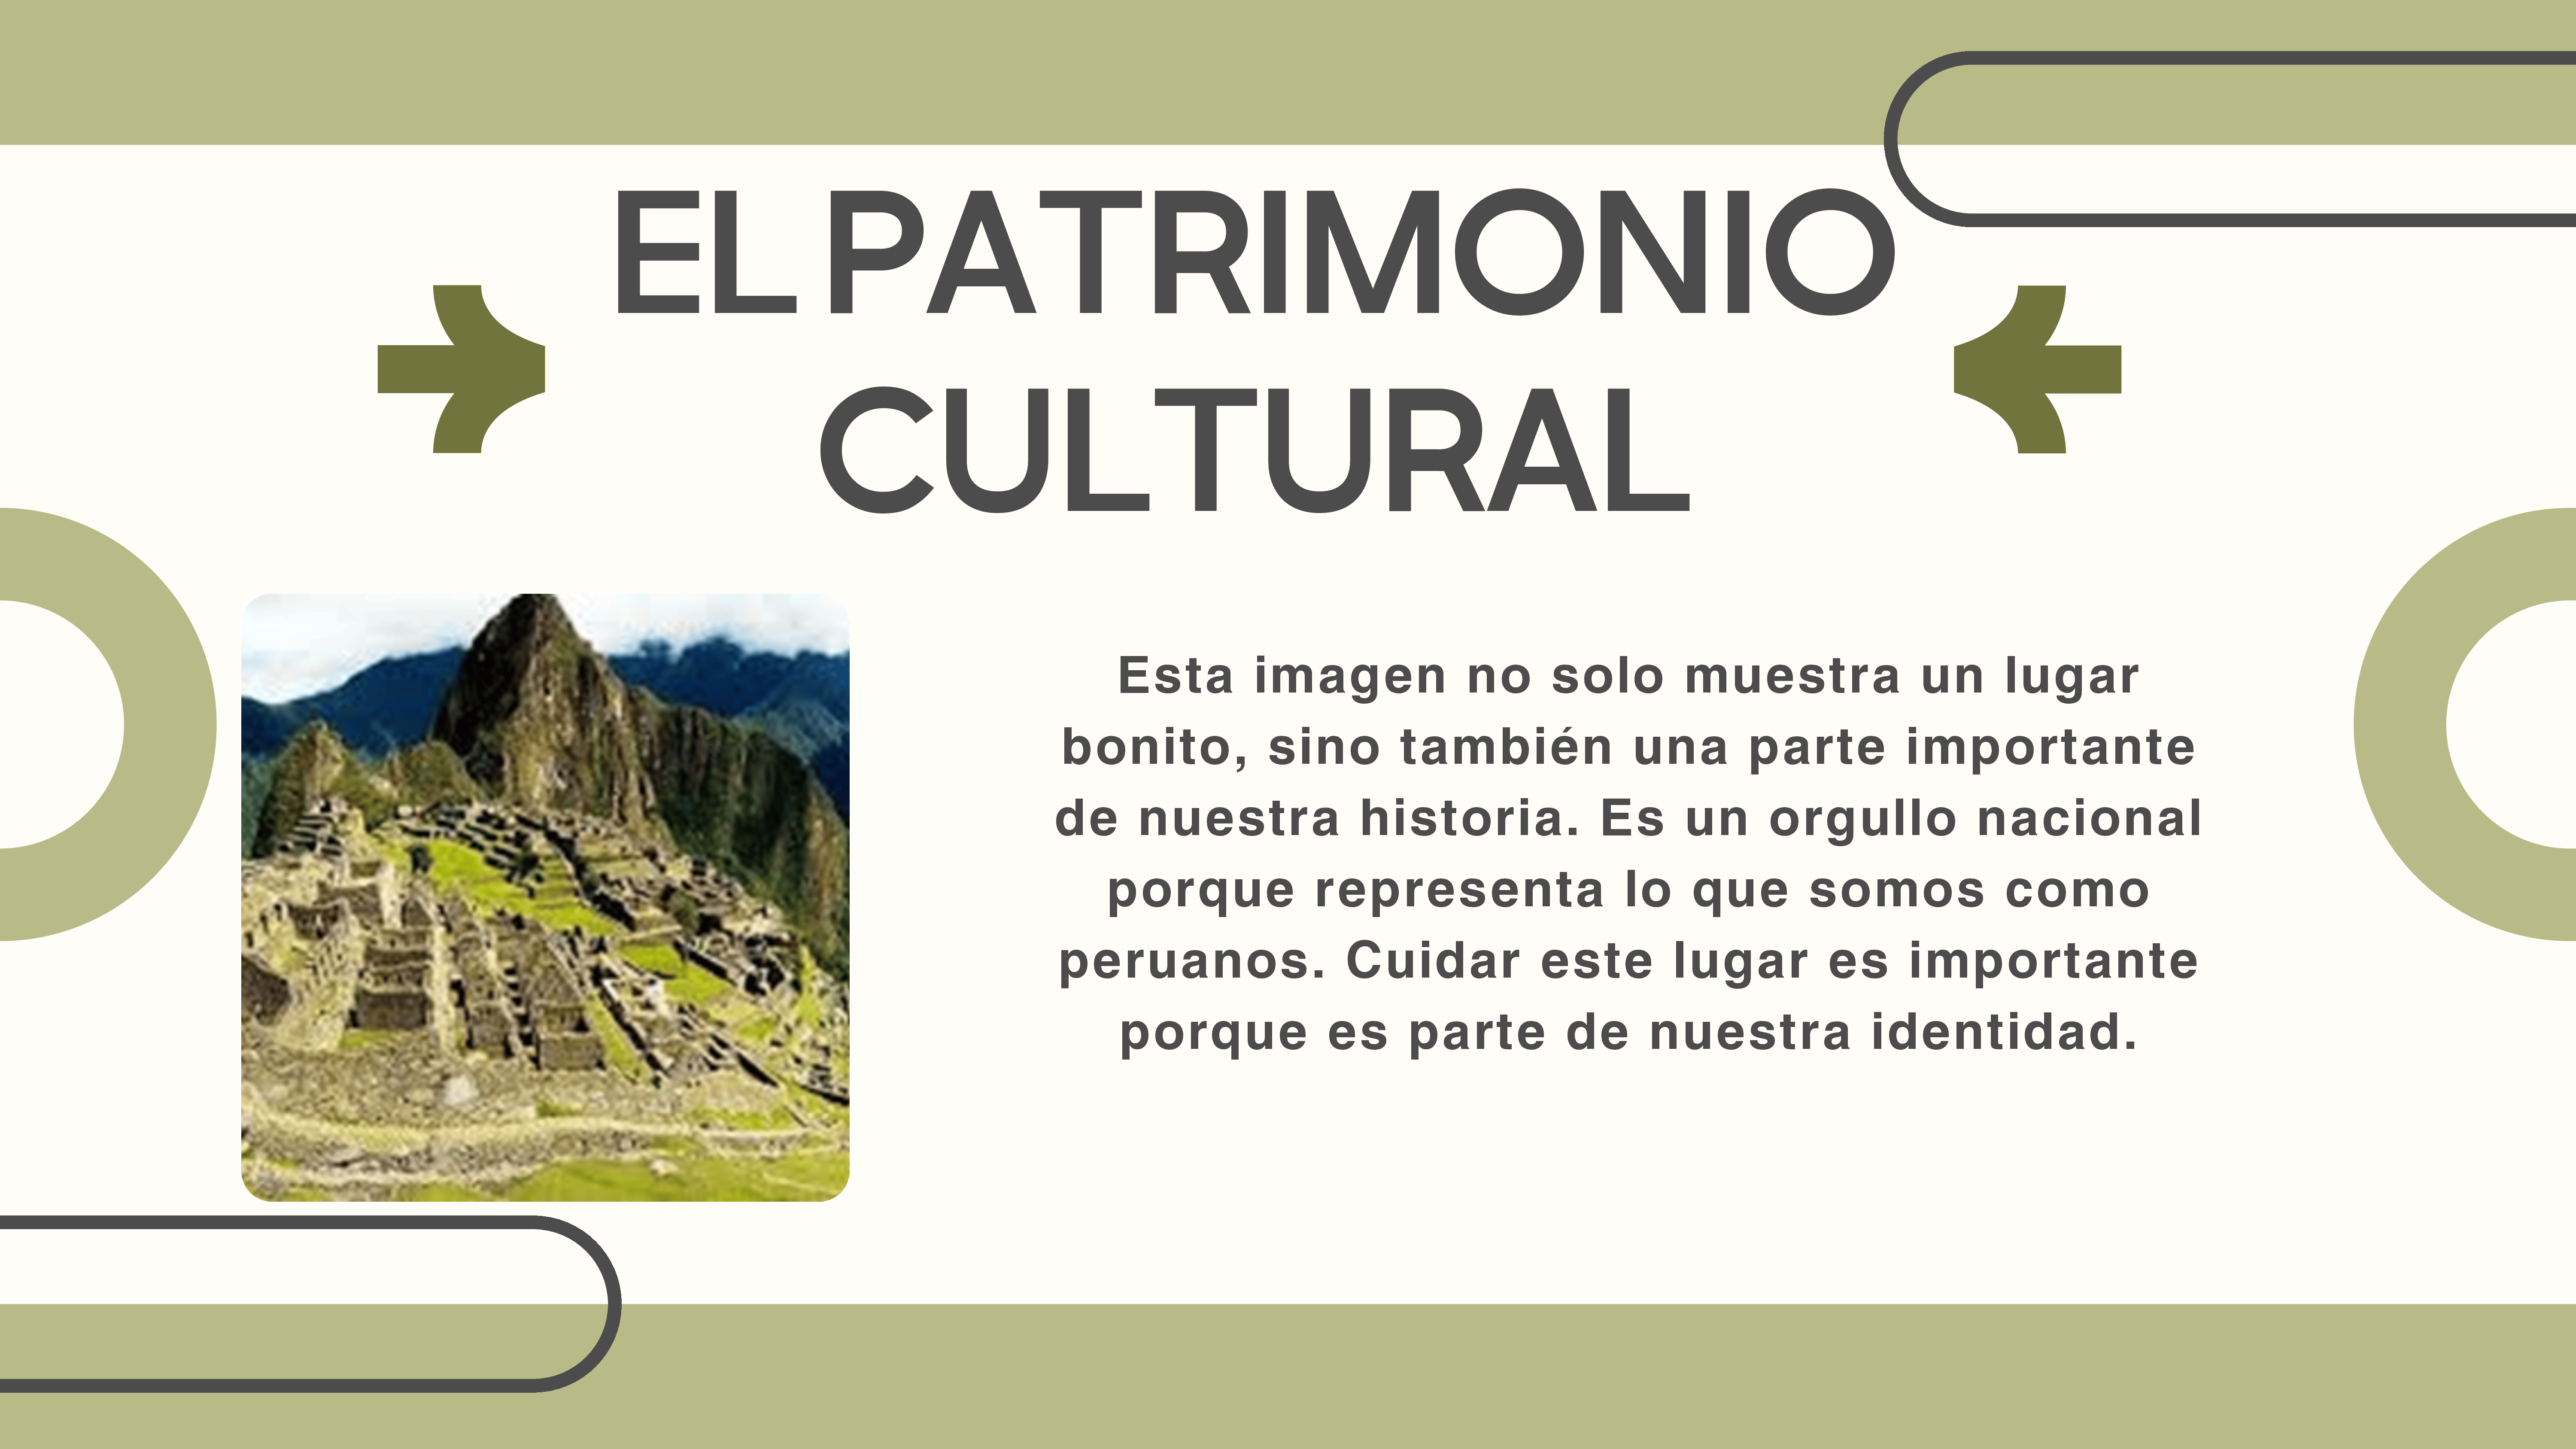 EL PATRIMONIO
CULTURAL
Esta imagen no solo muestra un lugar
bonito, sino también una parte importante
de nuestra historia. Es un orgullo nacional
porque representa lo que somos como
peruanos. Cuidar este lugar es importante
porque es parte de nuestra identidad.